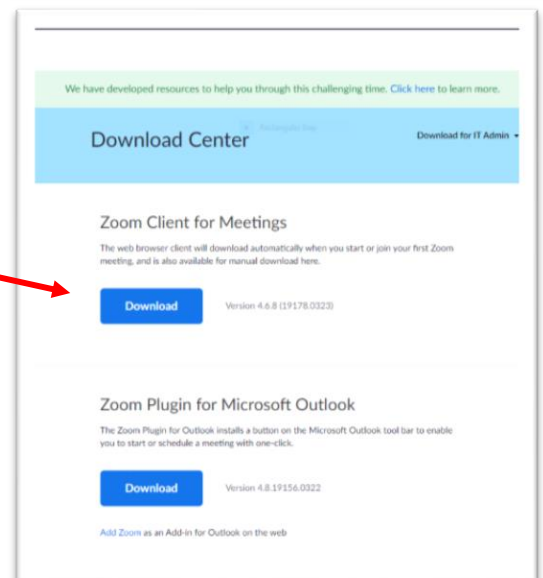 We have developed resources to help you through this challenging time. Click here to learn more.
Download Center
Download for IT Admin
Zoom Client for Meetings
The web browser client will download automatically when you start or join your first Zoom
meeting, and is also available for manual download here.
Download Version 4.6.8 (19178.0323)
Zoom Plugin for Microsoft Outlook
The Zoom Plugin for Outlook installs a button on the Microsoft Outlook tool bar to enable
you to start or schedule a meeting with one-click.
Download Version 4.8.19156.0322
Add Zoom as an Add-in for Outlook on the web